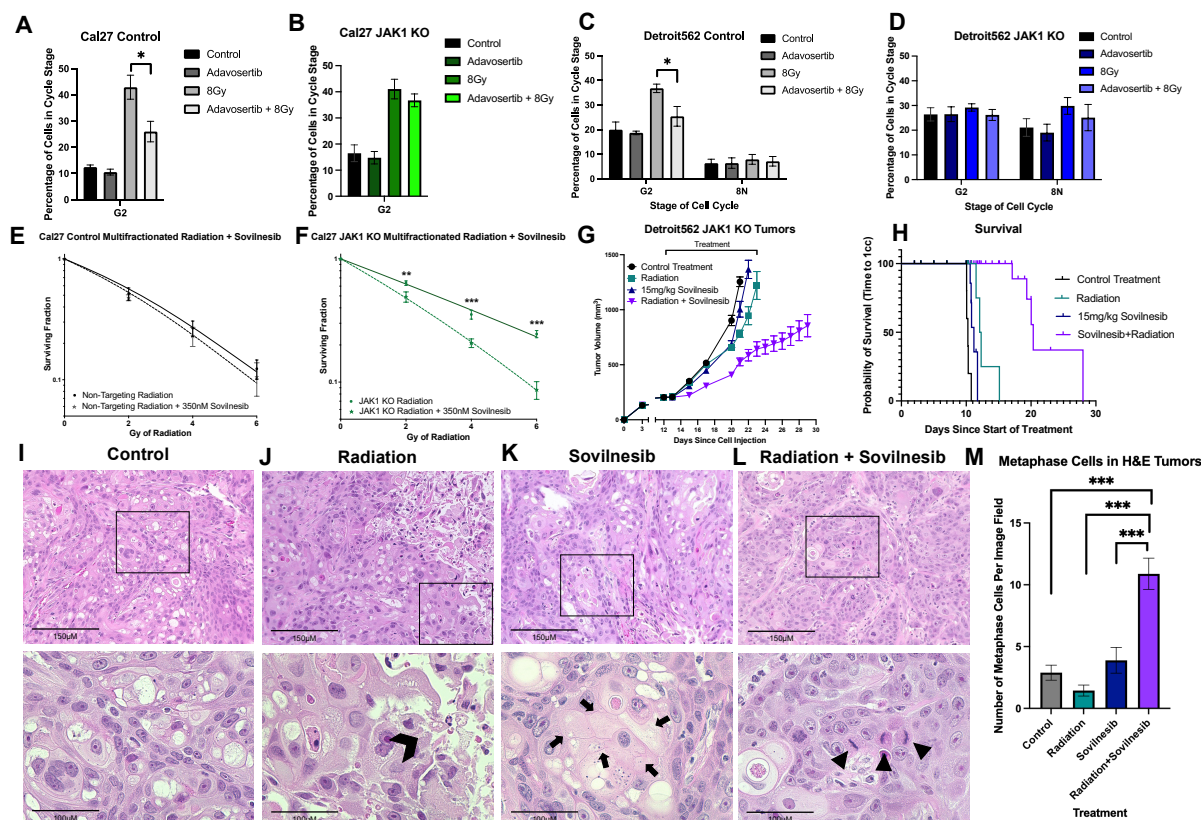 A
Cal27 Control
Percentage of Cells in Cycle Stage
50
40
30
20
10
0
*
G2
Control
Adavosertib
8Gy
Adavosertib + 8Gy
B
Cal27 JAK1 KO
Percentage of Cells in Cycle Stage
60
50
40
30
20
10
0
G2
Control
Adavosertib
8Gy
Adavosertib + 8Gy
C
Detroit562 Control
Percentage of Cells in Cycle Stage
60
50
40
30
20
10
0
*
G2
8N
Stage of Cell Cycle
Control
Adavosertib
8Gy
Adavosertib + 8Gy
D
Detroit562 JAK1 KO
Percentage of Cells in Cycle Stage
60
50
40
30
20
10
0
G2
8N
Stage of Cell Cycle
Control
Adavosertib
8Gy
Adavosertib + 8Gy
E
Cal27 Control Multifractionated Radiation + Sovilnesib
Surviving Fraction
1
0.1
0
2
4
6
Gy of Radiation
Non-Targeting Radiation
Non-Targeting Radiation + 350nM Sovilnesib
F
Cal27 JAK1 KO Multifractionated Radiation + Sovilnesib
Surviving Fraction
1
0.1
**
***
***
0
2
4
6
Gy of Radiation
JAK1 KO Radiation
JAK1 KO Radiation + 350nM Sovilnesib
G
Detroit562 JAK1 KO Tumors
Treatment
Tumor Volume (mm³)
1500
1000
500
0
0
3
12
14
16
18
20
22
24
26
28
30
Days Since Cell Injection
Control Treatment
Radiation
15mg/kg Sovilnesib
Radiation + Sovilnesib
H
Survival
Probability of Survival (Time to 1cc)
100
50
0
0
10
20
30
Days Since Start of Treatment
Control Treatment
Radiation
15mg/kg Sovilnesib
Sovilnesib+Radiation
I
Control
150µM
100µM
J
Radiation
150µM
100µM
K
Sovilnesib
150µM
100µM
L
Radiation + Sovilnesib
150µM
100µM
M
Metaphase Cells in H&E Tumors
Number of Metaphase Cells Per Image Field
15
10
5
0
***
***
***
Control
Radiation
Sovilnesib
Radiation+Sovilnesib
Treatment